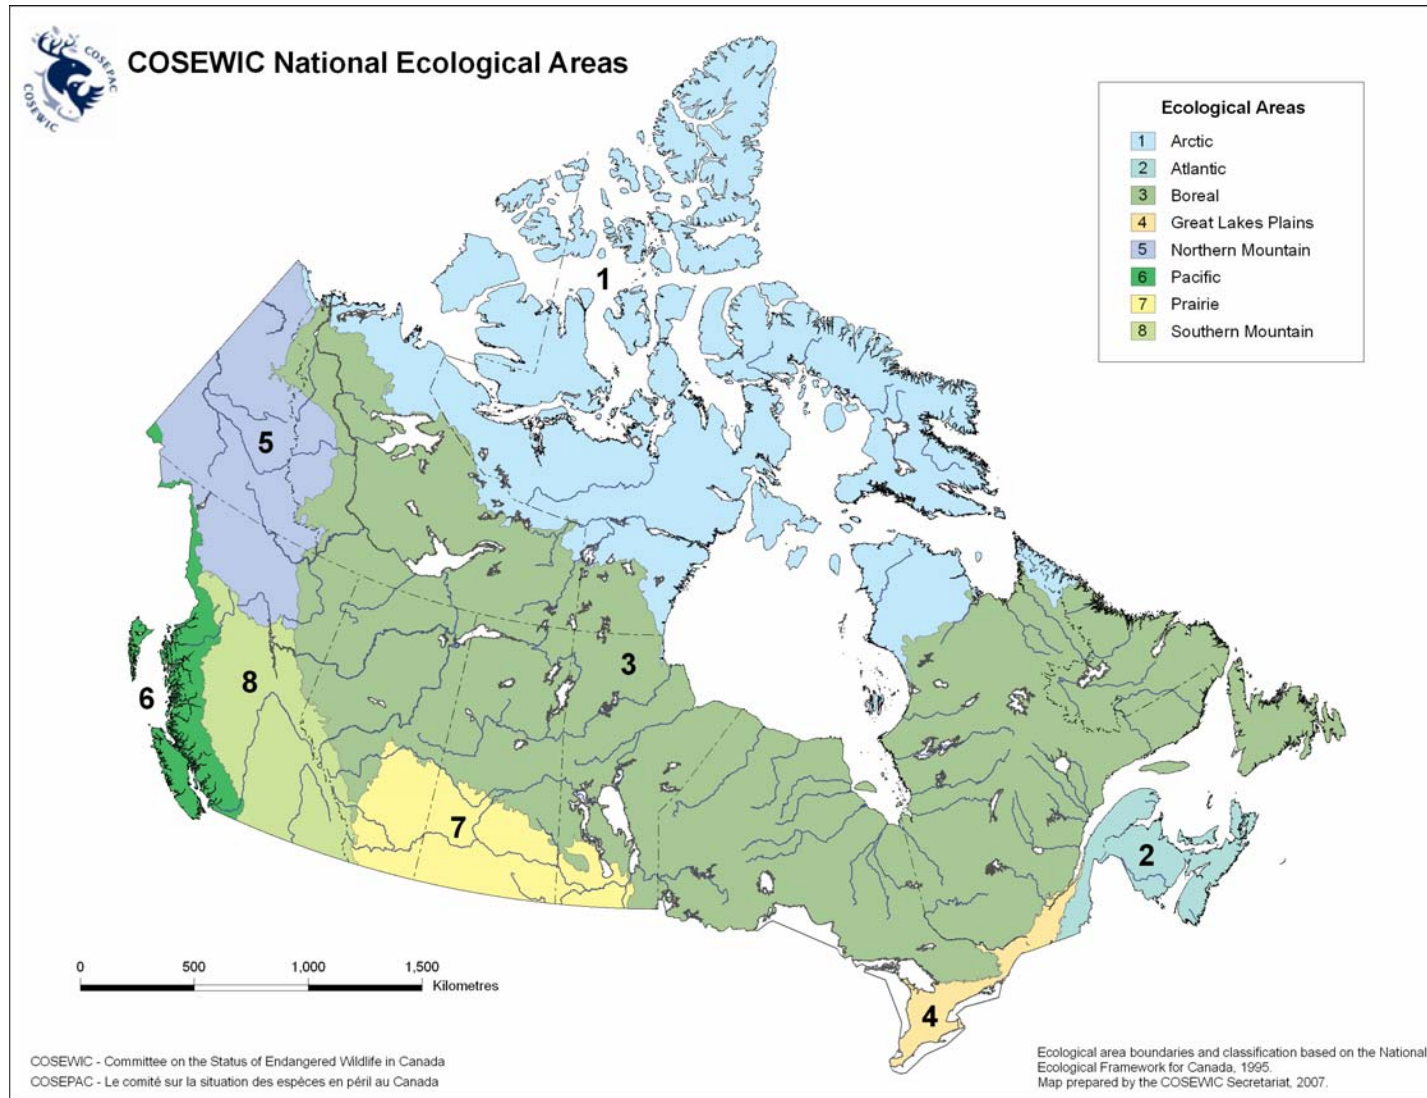 COSEPAC
COSEWIC
COSEWIC National Ecological Areas
Ecological Areas
1 Arctic
2 Atlantic
3 Boreal
4 Great Lakes Plains
5 Northern Mountain
6 Pacific
7 Prairie
8 Southern Mountain
1
5
3
8
6
7
2
4
0 500 1,000 1,500
Kilometres
COSEWIC - Committee on the Status of Endangered Wildlife in Canada
COSEPAC - Le comité sur la situation des espèces en péril au Canada
Ecological area boundaries and classification based on the National
Ecological Framework for Canada, 1995.
Map prepared by the COSEWIC Secretariat, 2007.